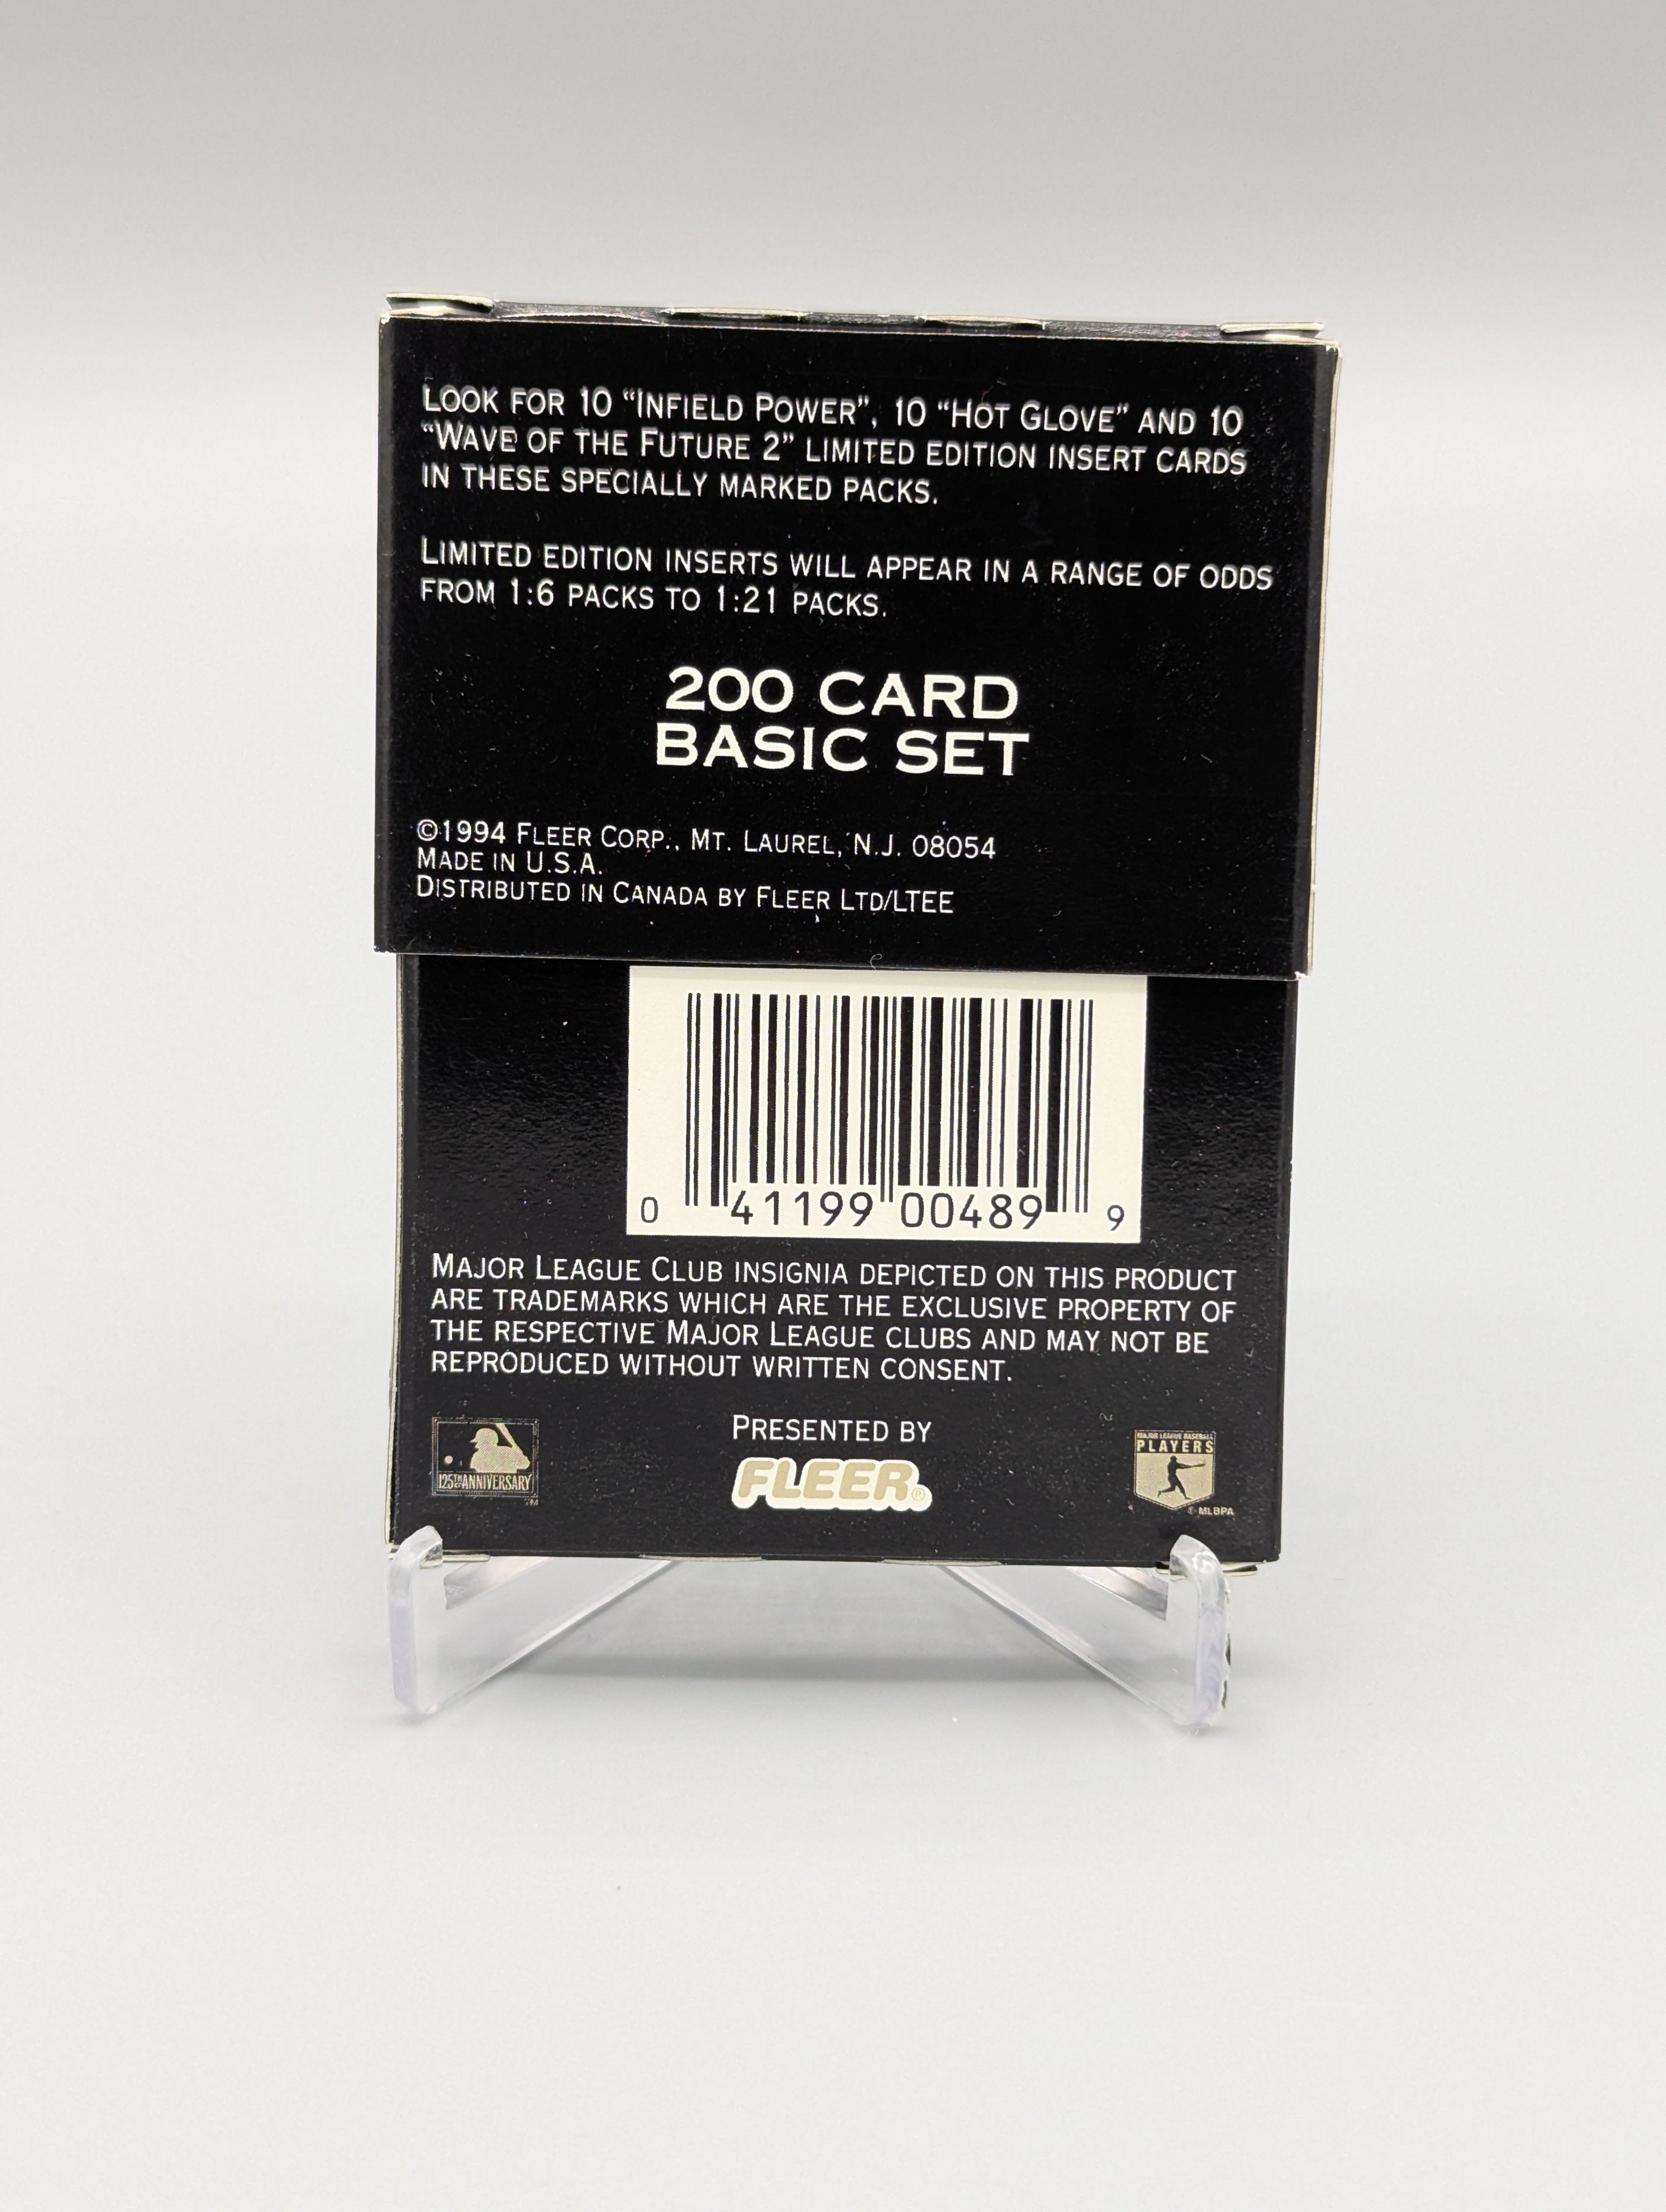 LOOK FOR 10 “INFIELD POWER”, 10 “HOT GLOVE” AND 10
“WAVE OF THE FUTURE 2” LIMITED EDITION INSERT CARDS
IN THESE SPECIALLY MARKED PACKS.
LIMITED EDITION INSERTS WILL APPEAR IN A RANGE OF ODDS
FROM 1:6 PACKS TO 1:21 PACKS.
200 CARD
BASIC SET
©1994 FLEER CORP., MT. LAUREL, N.J. 08054
MADE IN U.S.A.
DISTRIBUTED IN CANADA BY FLEER LTD/LTEE
0 41199 00489 9
MAJOR LEAGUE CLUB INSIGNIA DEPICTED ON THIS PRODUCT
ARE TRADEMARKS WHICH ARE THE EXCLUSIVE PROPERTY OF
THE RESPECTIVE MAJOR LEAGUE CLUBS AND MAY NOT BE
REPRODUCED WITHOUT WRITTEN CONSENT.
125TH ANNIVERSARY
TM
PRESENTED BY
FLEER®
MAJOR LEAGUE BASEBALL
PLAYERS
© MLBPA